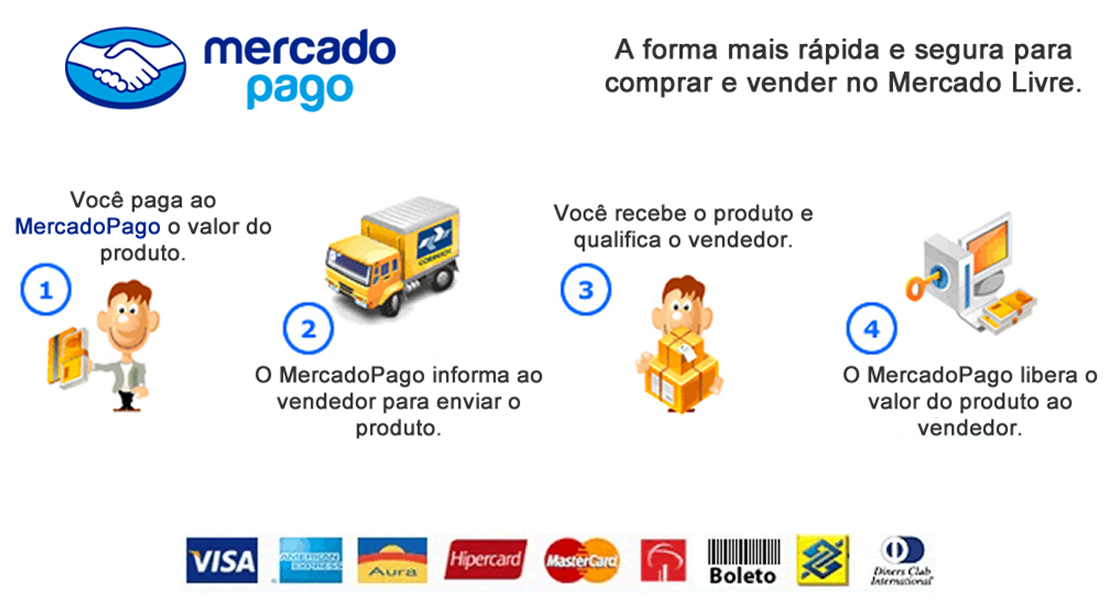 mercado
pago
A forma mais rápida e segura para
comprar e vender no Mercado Livre.
Você paga ao
MercadoPago o valor do
produto.
1
CORREIOS
2
O MercadoPago informa ao
vendedor para enviar o
produto.
Você recebe o produto e
qualifica o vendedor.
3
4
O MercadoPago libera o
valor do produto ao
vendedor.
VISA
AMERICAN
EXPRESS
Aura
Hipercard
MasterCard
Boleto
Diners Club
International